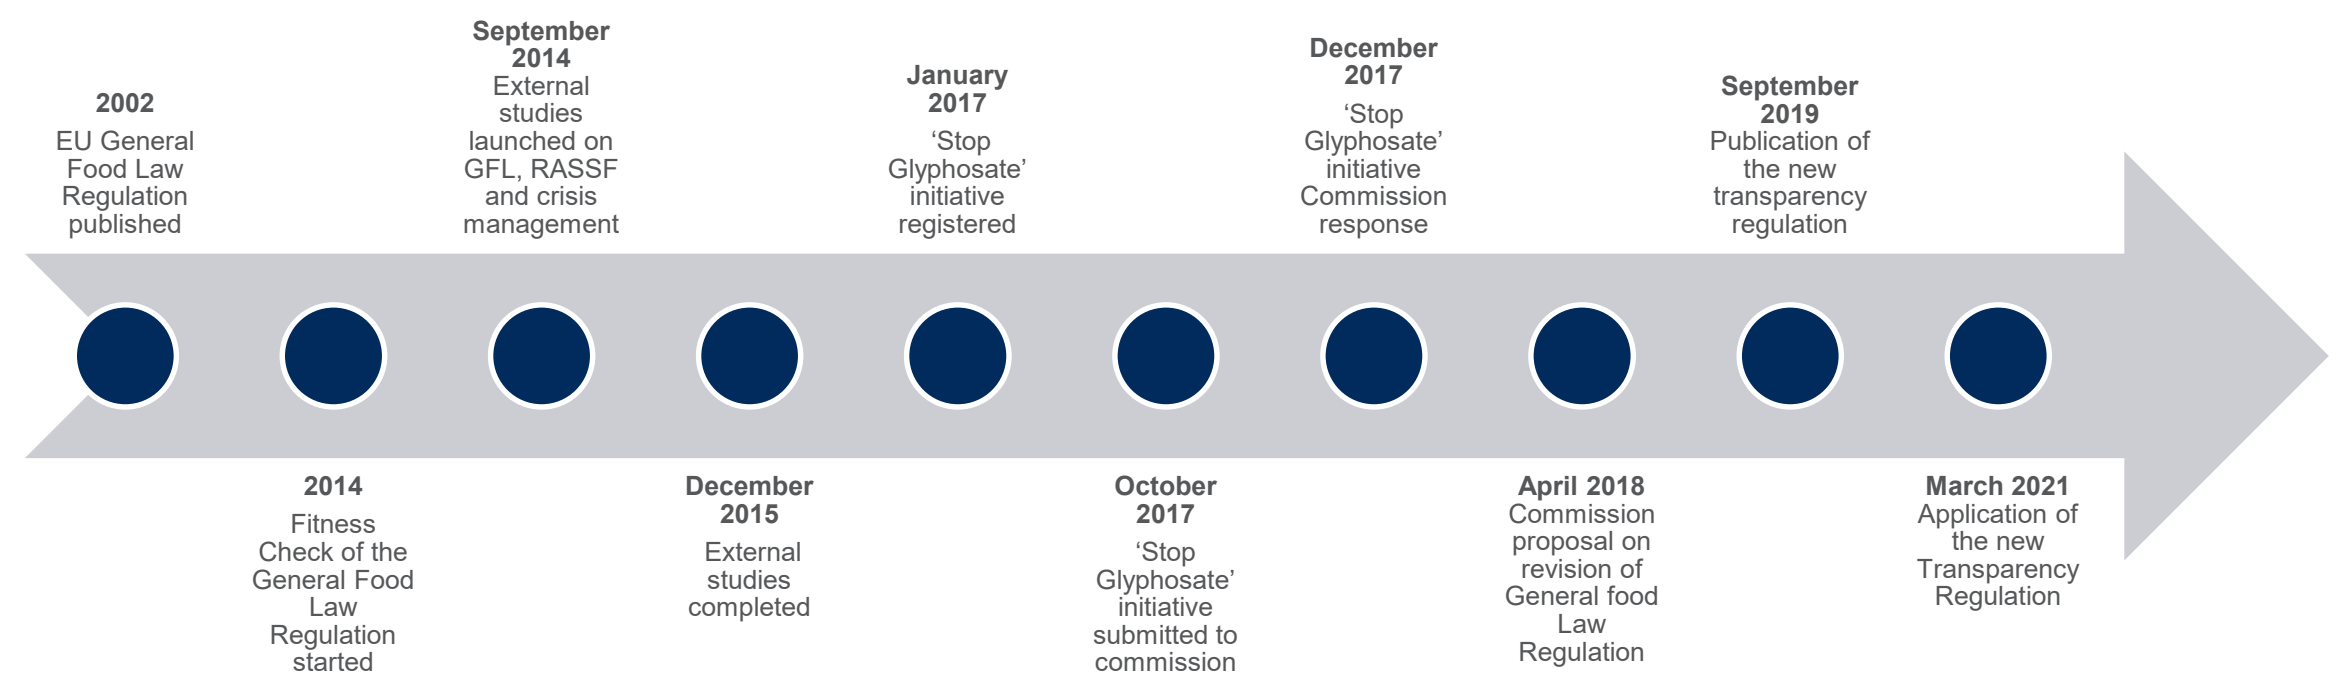 2002
EU General
Food Law
Regulation
published
2014
Fitness
Check of the
General Food
Law
Regulation
started
September
2014
External
studies
launched on
GFL, RASSF
and crisis
management
December
2015
External
studies
completed
January
2017
‘Stop
Glyphosate’
initiative
registered
October
2017
‘Stop
Glyphosate’
initiative
submitted to
commission
December
2017
‘Stop
Glyphosate’
initiative
Commission
response
April 2018
Commission
proposal on
revision of
General food
Law
Regulation
September
2019
Publication of
the new
transparency
regulation
March 2021
Application of
the new
Transparency
Regulation